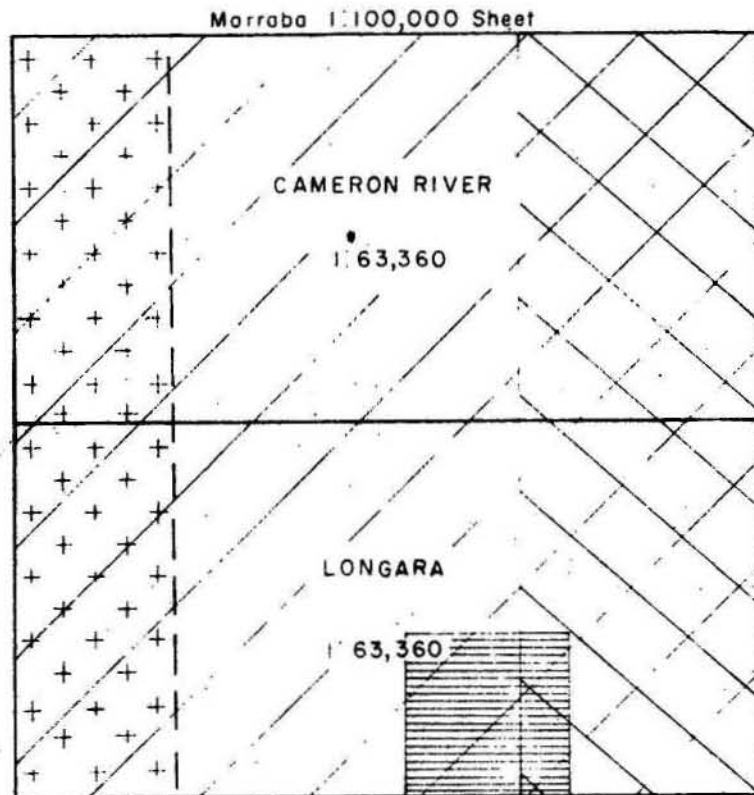 Marraba 1:100,000 Sheet
CAMERON RIVER
1:63,360
LONGARA
1:63,360